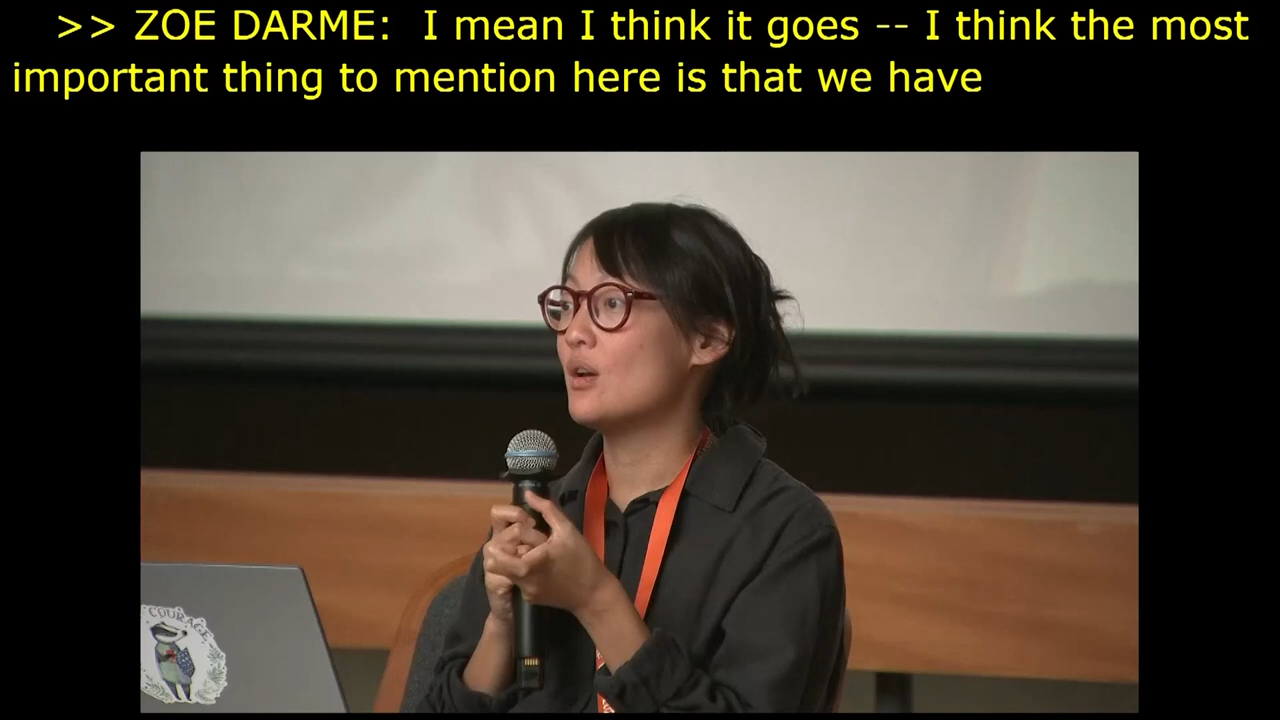 >> ZOE DARME:  I mean I think it goes -- I think the most
important thing to mention here is that we have
COURAGE